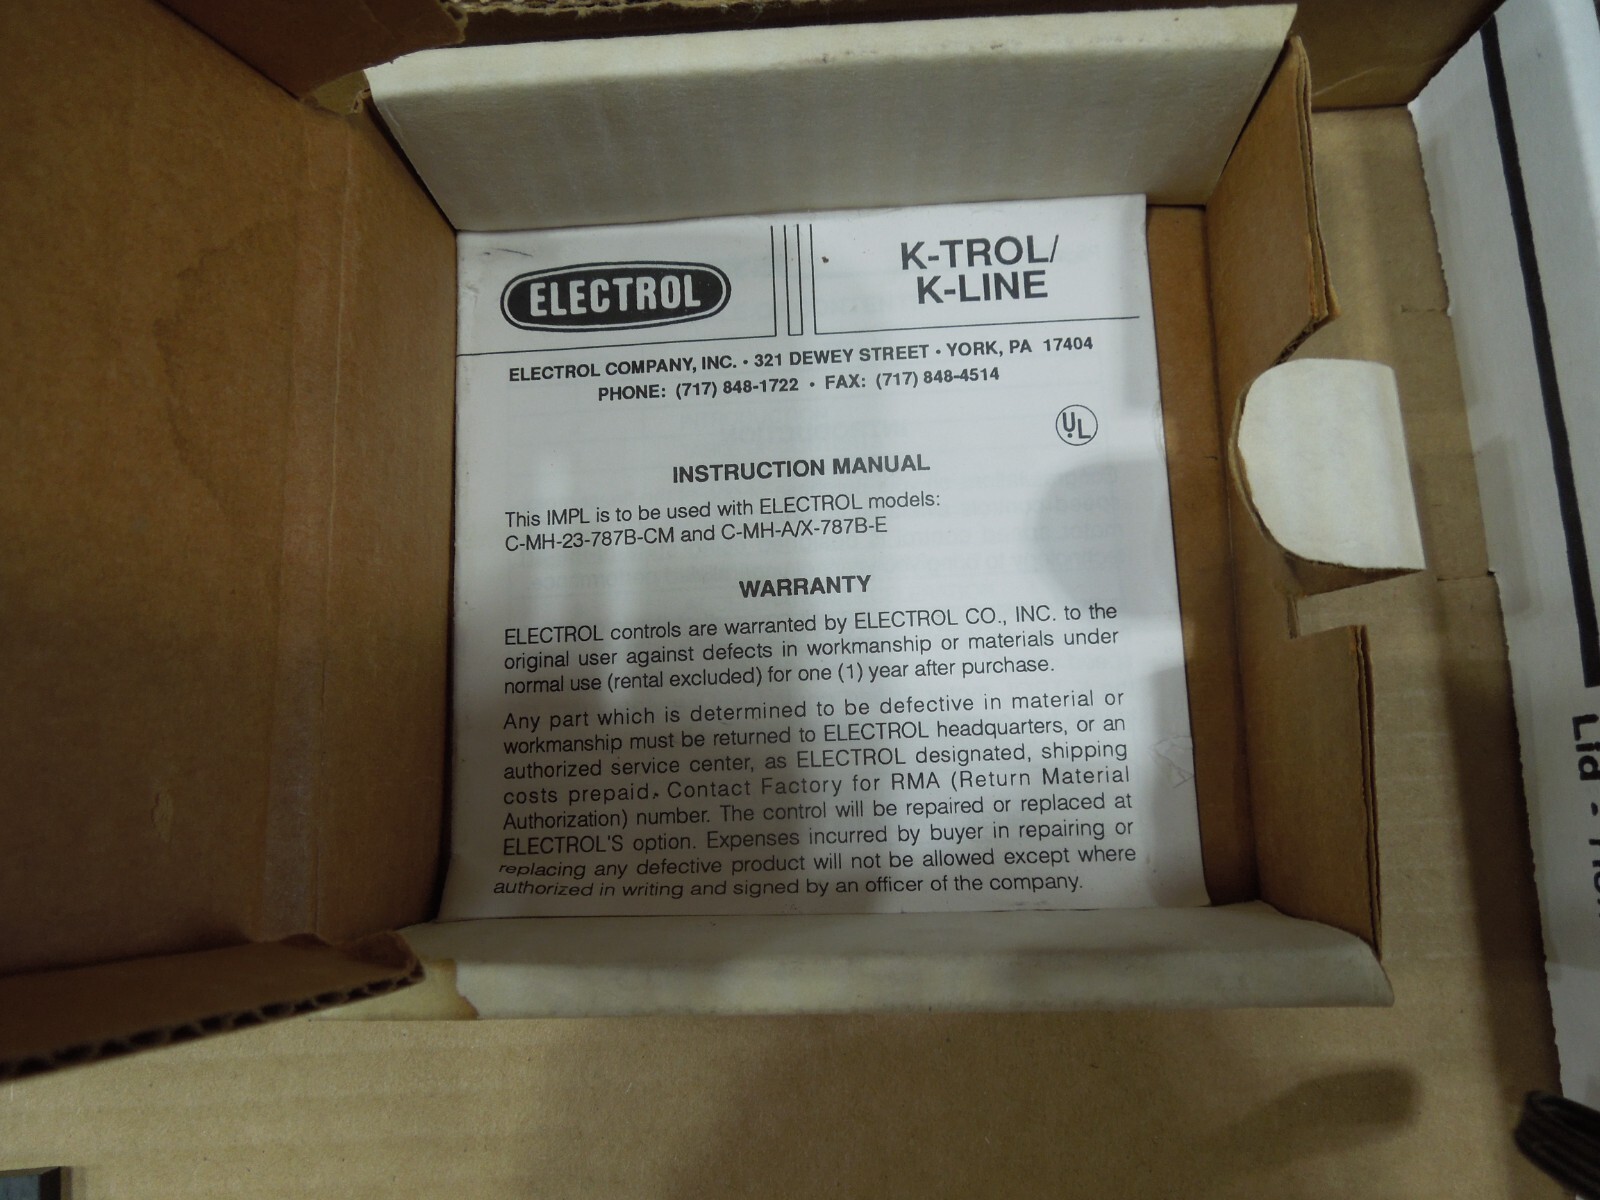 ELECTROL
K-TROL/
K-LINE
ELECTROL COMPANY, INC. • 321 DEWEY STREET • YORK, PA 17404
PHONE: (717) 848-1722 • FAX: (717) 848-4514
UL
INSTRUCTION MANUAL
This IMPL is to be used with ELECTROL models:
C-MH-23-787B-CM and C-MH-A/X-787B-E
WARRANTY
ELECTROL controls are warranted by ELECTROL CO., INC. to the
original user against defects in workmanship or materials under
normal use (rental excluded) for one (1) year after purchase.
Any part which is determined to be defective in material or
workmanship must be returned to ELECTROL headquarters, or an
authorized service center, as ELECTROL designated, shipping
costs prepaid. Contact Factory for RMA (Return Material
Authorization) number. The control will be repaired or replaced at
ELECTROL'S option. Expenses incurred by buyer in repairing or
replacing any defective product will not be allowed except where
authorized in writing and signed by an officer of the company.
Lid -